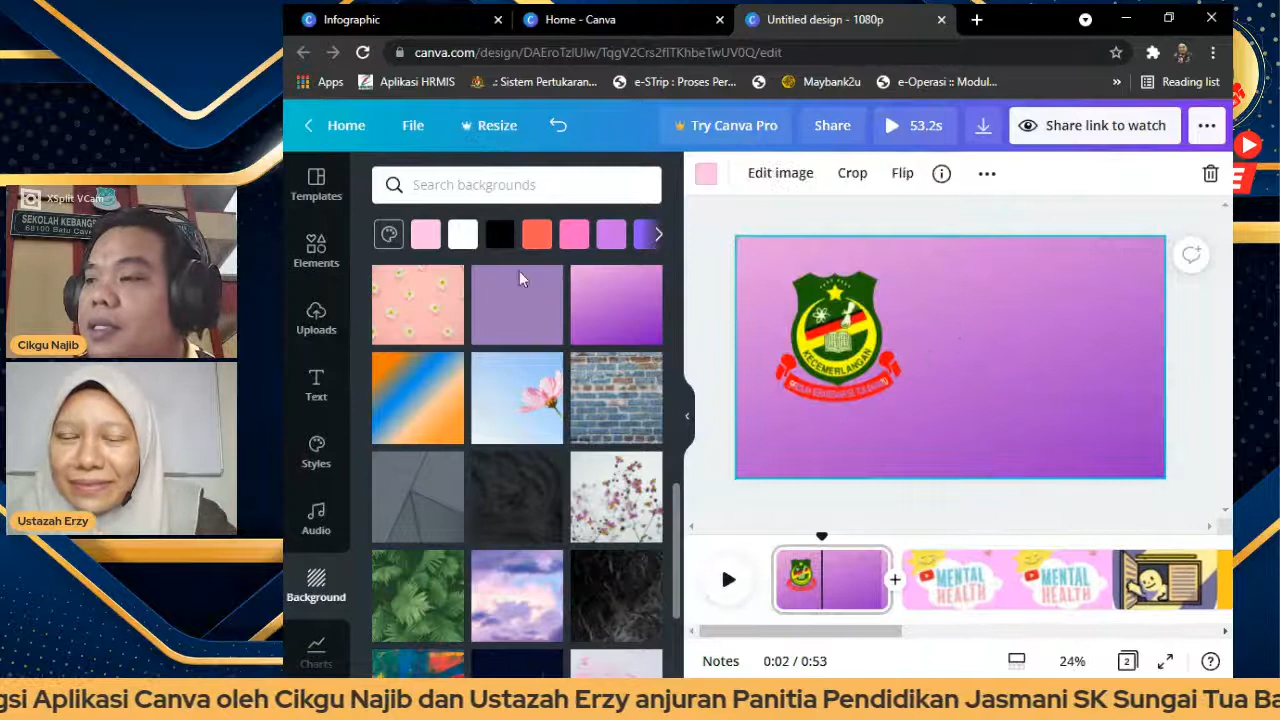 Infographic
Home - Canva
Untitled design - 1080p
canva.com/design/DAEroTzlUlw/TqgV2Crs2flTKhbeTwUV0Q/edit
Apps
Aplikasi HRMIS
.: Sistem Pertukaran...
e-STrip : Proses Per...
Maybank2u
e-Operasi :: Modul...
»
Reading list
Home
File
Resize
Try Canva Pro
Share
53.2s
Share link to watch
Templates
Elements
Uploads
Text
Styles
Audio
Background
Charts
Search backgrounds
Edit image
Crop
Flip
XSplit VCam
SEKOLAH KEBANGS
68100 Batu Caves
Cikgu Najib
Ustazah Erzy
KECEMERLANGAN
MENTAL
HEALTH
MENTAL
HEALTH
Notes
0:02 / 0:53
24%
2
E
gsi Aplikasi Canva oleh Cikgu Najib dan Ustazah Erzy anjuran Panitia Pendidikan Jasmani SK Sungai Tua Ba